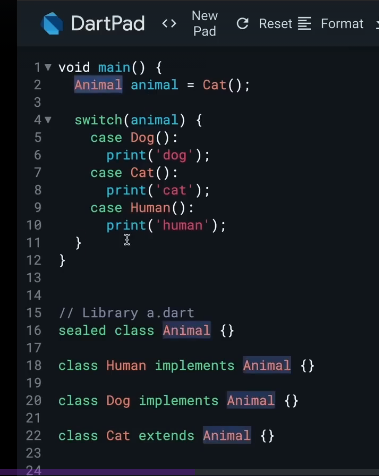 DartPad <> New Pad Reset Format
1 void main() {
2 Animal animal = Cat();
3
4 switch(animal) {
5 case Dog():
6 print('dog');
7 case Cat():
8 print('cat');
9 case Human():
10 print('human');
11 }
12 }
13
14
15 // Library a.dart
16 sealed class Animal {}
17
18 class Human implements Animal {}
19
20 class Dog implements Animal {}
21
22 class Cat extends Animal {}
23
24